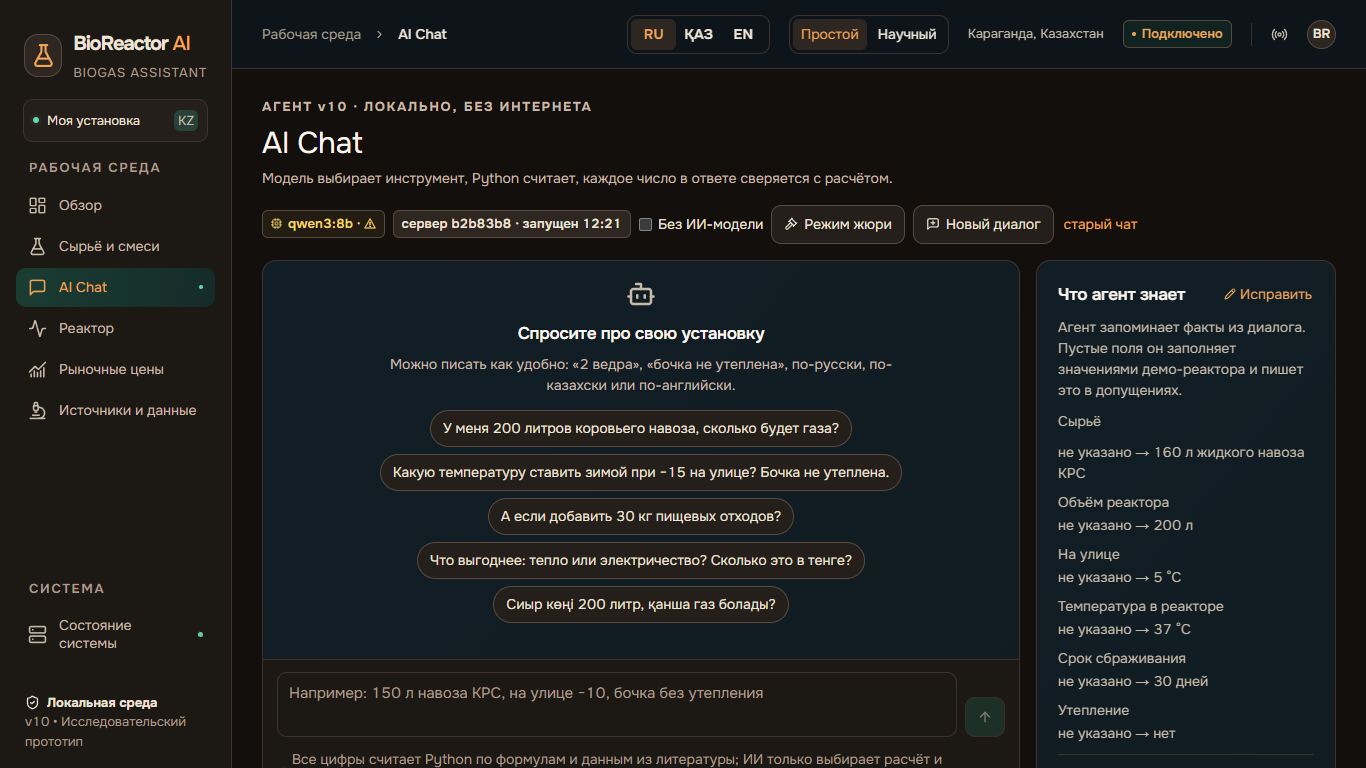 BioReactor AI
BIOGAS ASSISTANT
Моя установка
KZ
РАБОЧАЯ СРЕДА
Обзор
Сырьё и смеси
AI Chat
Реактор
Рыночные цены
Источники и данные
СИСТЕМА
Состояние
системы
Локальная среда
v10 • Исследовательский
прототип
Рабочая среда › AI Chat
RU ҚАЗ EN
Простой Научный
Караганда, Казахстан
• Подключено
BR
АГЕНТ v10 · ЛОКАЛЬНО, БЕЗ ИНТЕРНЕТА
AI Chat
Модель выбирает инструмент, Python считает, каждое число в ответе сверяется с расчётом.
qwen3:8b · ⚠
сервер b2b83b8 · запущен 12:21
Без ИИ-модели
Режим жюри
Новый диалог
старый чат
Спросите про свою установку
Можно писать как удобно: «2 ведра», «бочка не утеплена», по-русски, по-
казахски или по-английски.
У меня 200 литров коровьего навоза, сколько будет газа?
Какую температуру ставить зимой при −15 на улице? Бочка не утеплена.
А если добавить 30 кг пищевых отходов?
Что выгоднее: тепло или электричество? Сколько это в тенге?
Сиыр көңі 200 литр, қанша газ болады?
Например: 150 л навоза КРС, на улице −10, бочка без утепления
Все цифры считает Python по формулам и данным из литературы; ИИ только выбирает расчёт и
Что агент знает
Исправить
Агент запоминает факты из диалога.
Пустые поля он заполняет
значениями демо-реактора и пишет
это в допущениях.
Сырьё
не указано → 160 л жидкого навоза
КРС
Объём реактора
не указано → 200 л
На улице
не указано → 5 °C
Температура в реакторе
не указано → 37 °C
Срок сбраживания
не указано → 30 дней
Утепление
не указано → нет